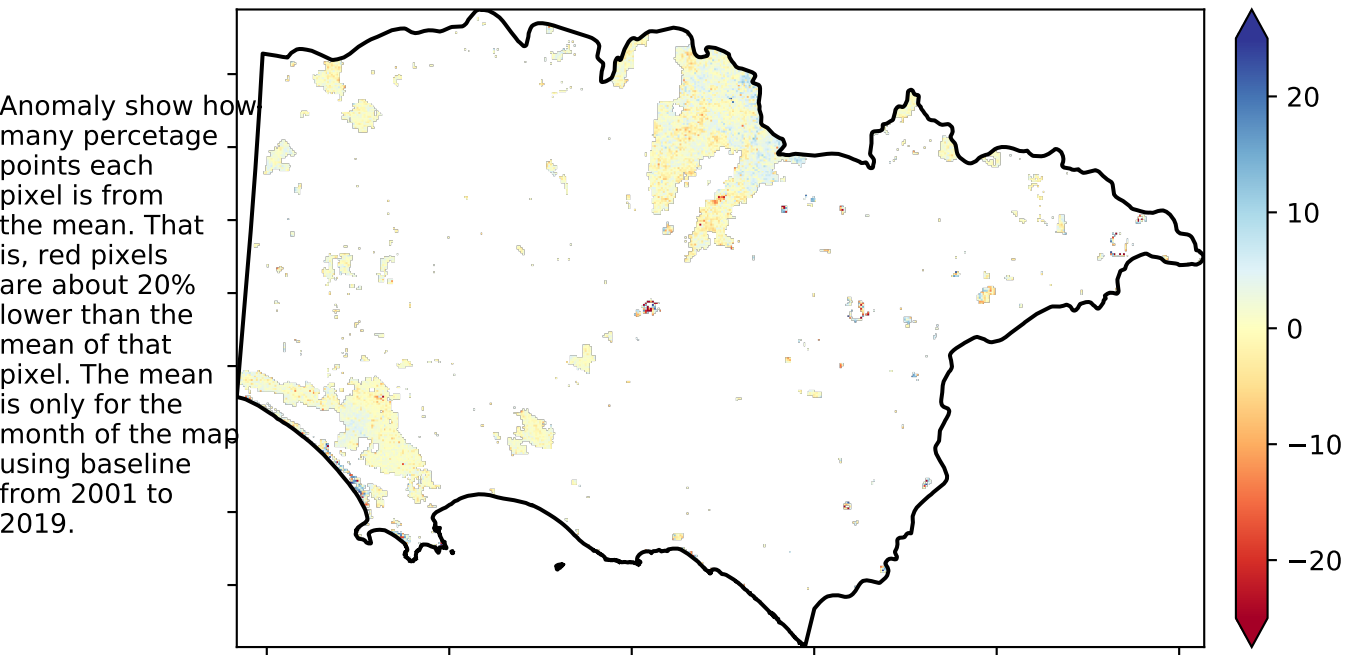 Anomaly show how
many percetage
points each
pixel is from
the mean. That
is, red pixels
are about 20%
lower than the
mean of that
pixel. The mean
is only for the
month of the map
using baseline
from 2001 to
2019.
20
10
0
−10
−20